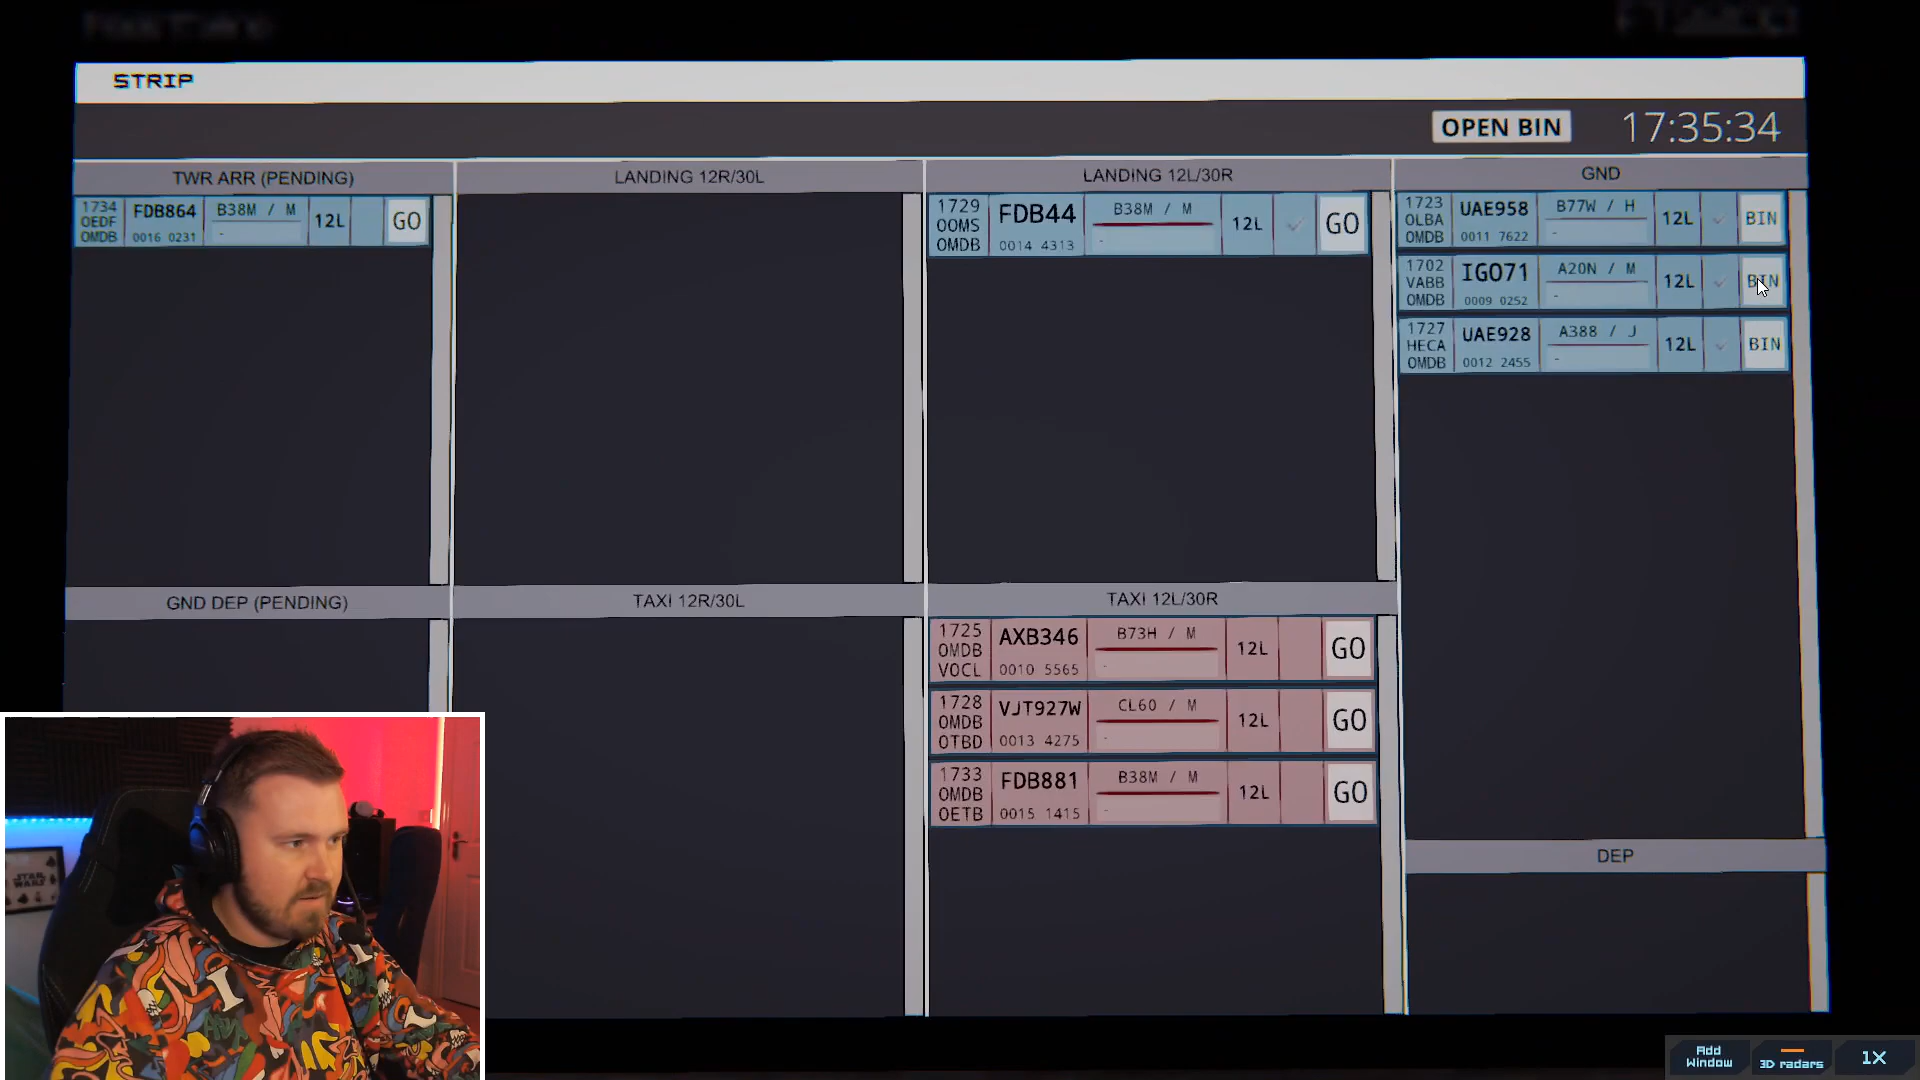 STRIP
OPEN BIN 17:35:34
TWR ARR (PENDING)
1734 FDB864 B38M / M 12L GO
OEDF -
OMDB 0016 0231
LANDING 12R/30L
LANDING 12L/30R
1729 FDB44 B38M / M 12L GO
OOMS -
OMDB 0014 4313
GND
1723 UAE958 B77W / H 12L BIN
OLBA -
OMDB 0011 7622
1702 IGO71 A20N / M 12L BIN
VABB -
OMDB 0009 0252
1727 UAE928 A388 / J 12L BIN
HECA -
OMDB 0012 2455
GND DEP (PENDING)
TAXI 12R/30L
TAXI 12L/30R
1725 AXB346 B73H / M 12L GO
OMDB -
VOCL 0010 5565
1728 VJT927W CL60 / M 12L GO
OMDB -
OTBD 0013 4275
1733 FDB881 B38M / M 12L GO
OMDB -
OETB 0015 1415
DEP
STAR
WARS
Add
Window
3D radars
1X